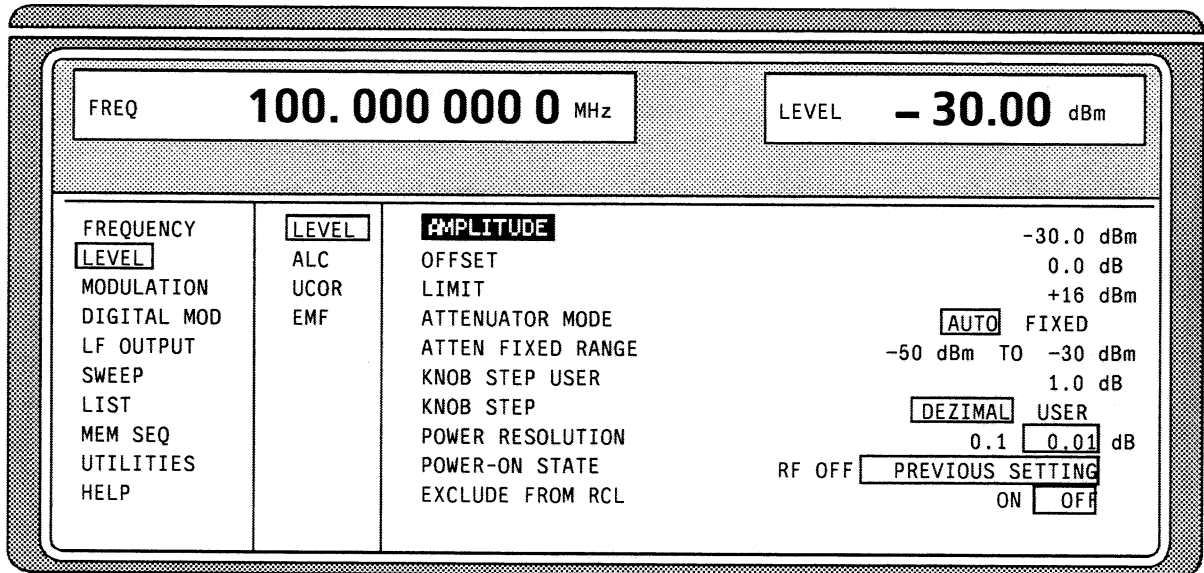 FREQ 100. 000 000 0 MHz LEVEL – 30.00 dBm
FREQUENCY LEVEL AMPLITUDE -30.0 dBm
LEVEL ALC OFFSET 0.0 dB
MODULATION UCOR LIMIT +16 dBm
DIGITAL MOD EMF ATTENUATOR MODE AUTO FIXED
LF OUTPUT ATTEN FIXED RANGE -50 dBm TO -30 dBm
SWEEP KNOB STEP USER 1.0 dB
LIST KNOB STEP DEZIMAL USER
MEM SEQ POWER RESOLUTION 0.1 0.01 dB
UTILITIES POWER-ON STATE RF OFF PREVIOUS SETTING
HELP EXCLUDE FROM RCL ON OFF